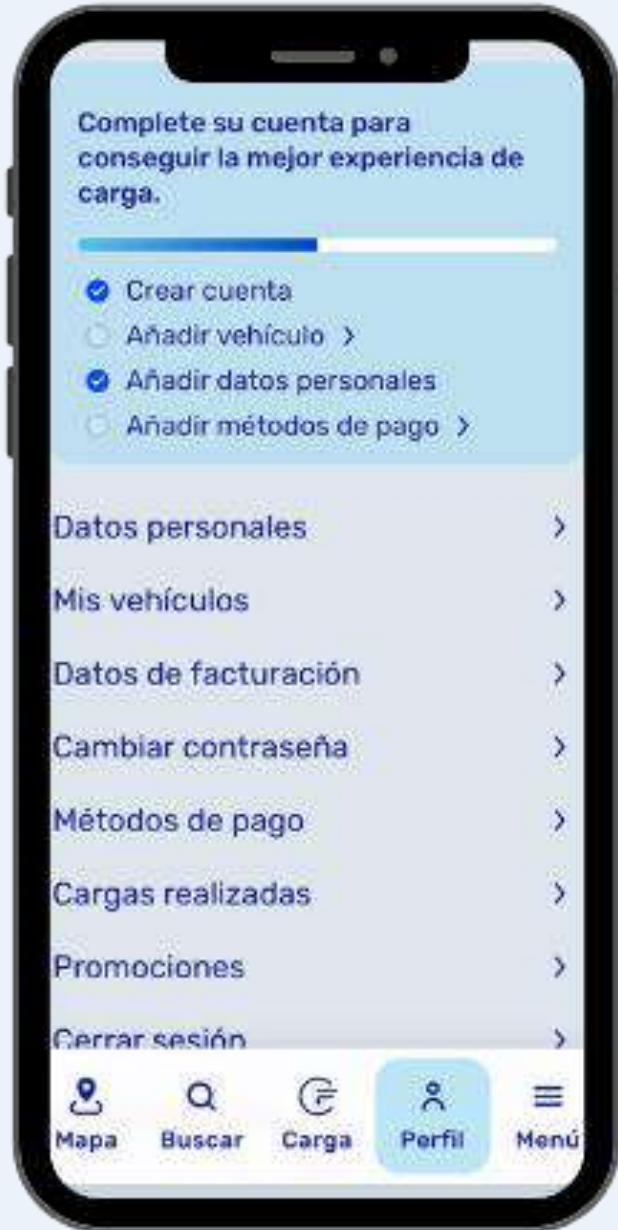 Complete su cuenta para
conseguir la mejor experiencia de
carga.
Crear cuenta
Añadir vehículo
Añadir datos personales
Añadir métodos de pago
Datos personales
Mis vehículos
Datos de facturación
Cambiar contraseña
Métodos de pago
Cargas realizadas
Promociones
Cerrar sesión
Mapa Buscar Carga Perfil Menú